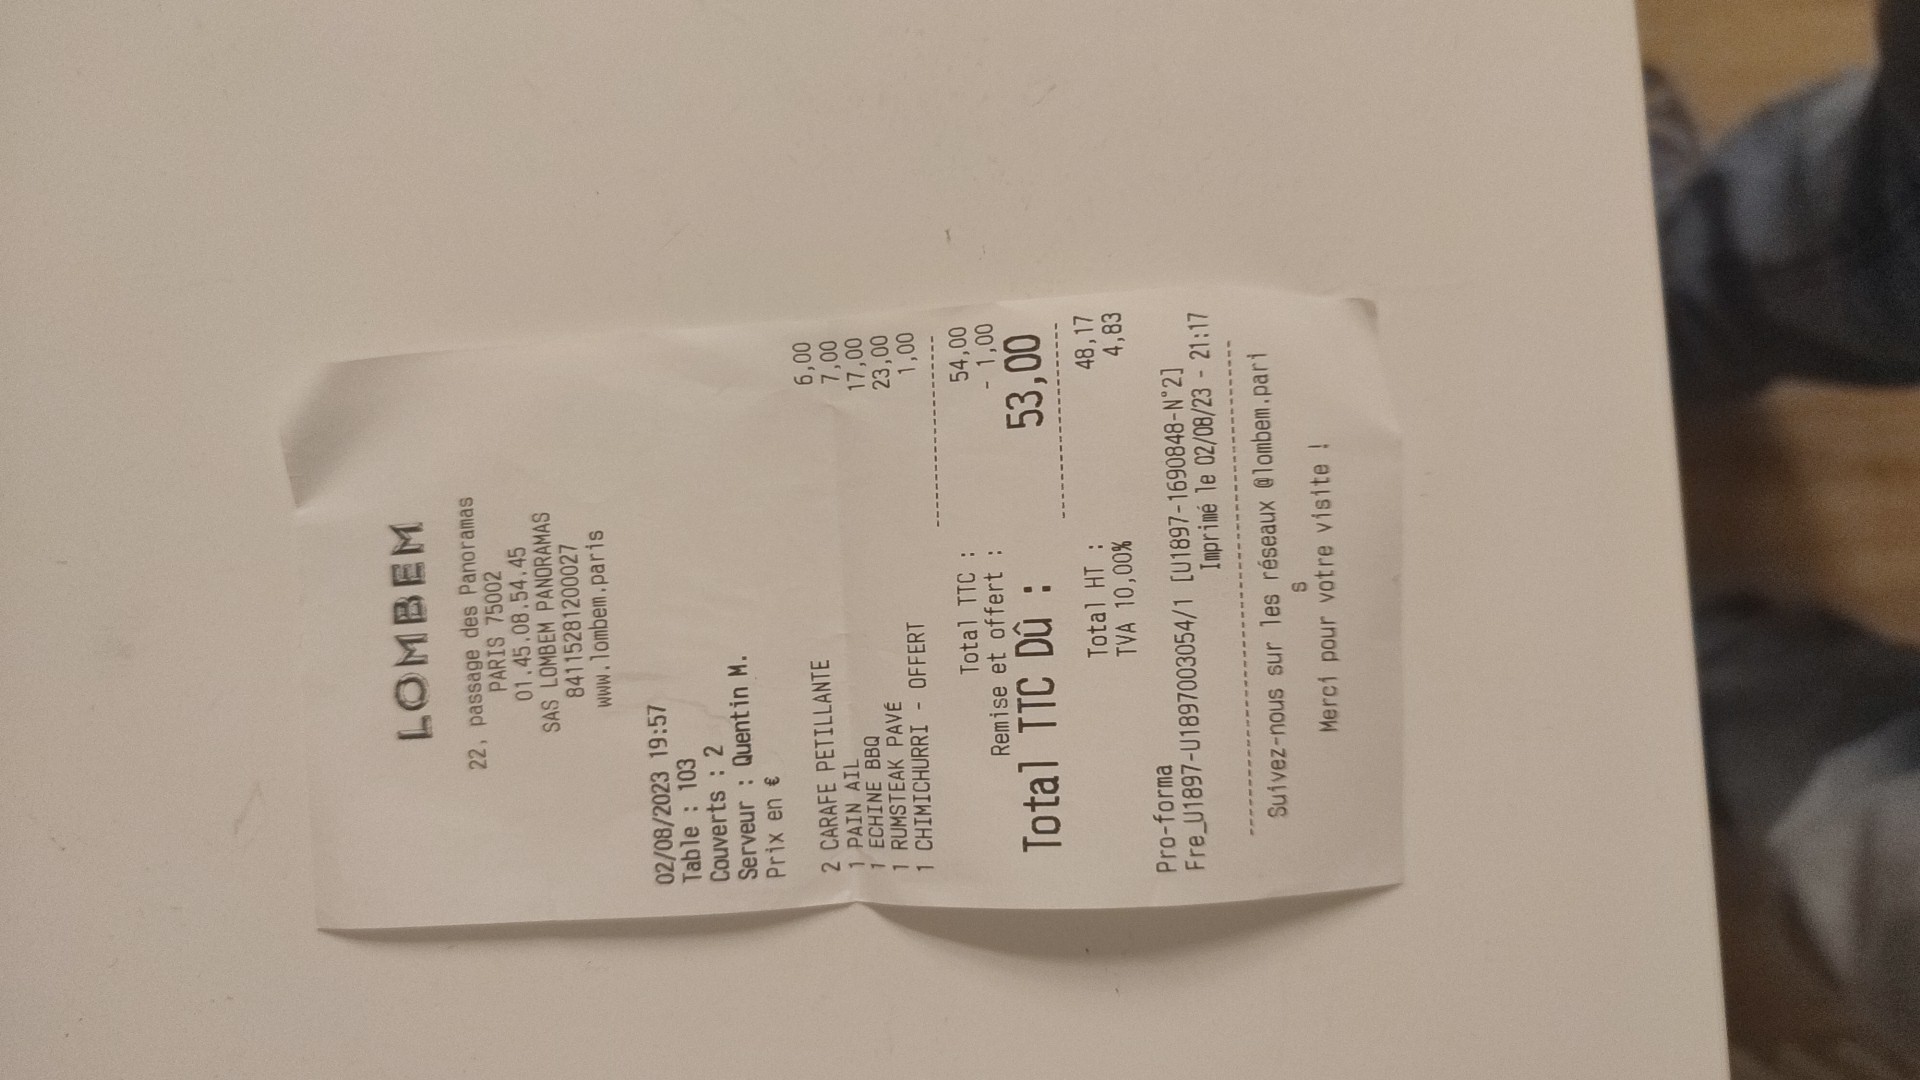 LOMBEM
22, passage des Panoramas
PARIS 75002
01.45.08.54.45
SAS LOMBEM PANORAMAS
84115281200027
www.lombem.paris
02/08/2023 19:57
Table : 103
Couverts : 2
Serveur : Quentin M.
Prix en €
2 CARAFE PETILLANTE 6,00
1 PAIN AIL 7,00
1 ECHINE BBQ 17,00
1 RUMSTEAK PAVÉ 23,00
1 CHIMICHURRI - OFFERT 1,00
Total TTC : 54,00
Remise et offert : - 1,00
Total TTC Dû : 53,00
Total HT : 48,17
TVA 10,00% 4,83
Pro-forma
Fre_U1897-U1897003054/1 [U1897-1690848-N°2]
Imprimé le 02/08/23 - 21:17
Suivez-nous sur les réseaux @lombem.pari
s
Merci pour votre visite !